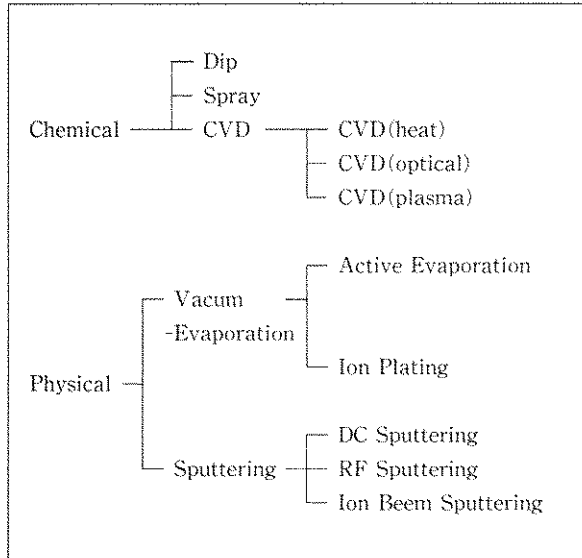 Dip
Spray
Chemical CVD CVD(heat)
CVD(optical)
CVD(plasma)
Active Evaporation
Vacum
-Evaporation
Ion Plating
Physical
DC Sputtering
Sputtering RF Sputtering
Ion Beem Sputtering